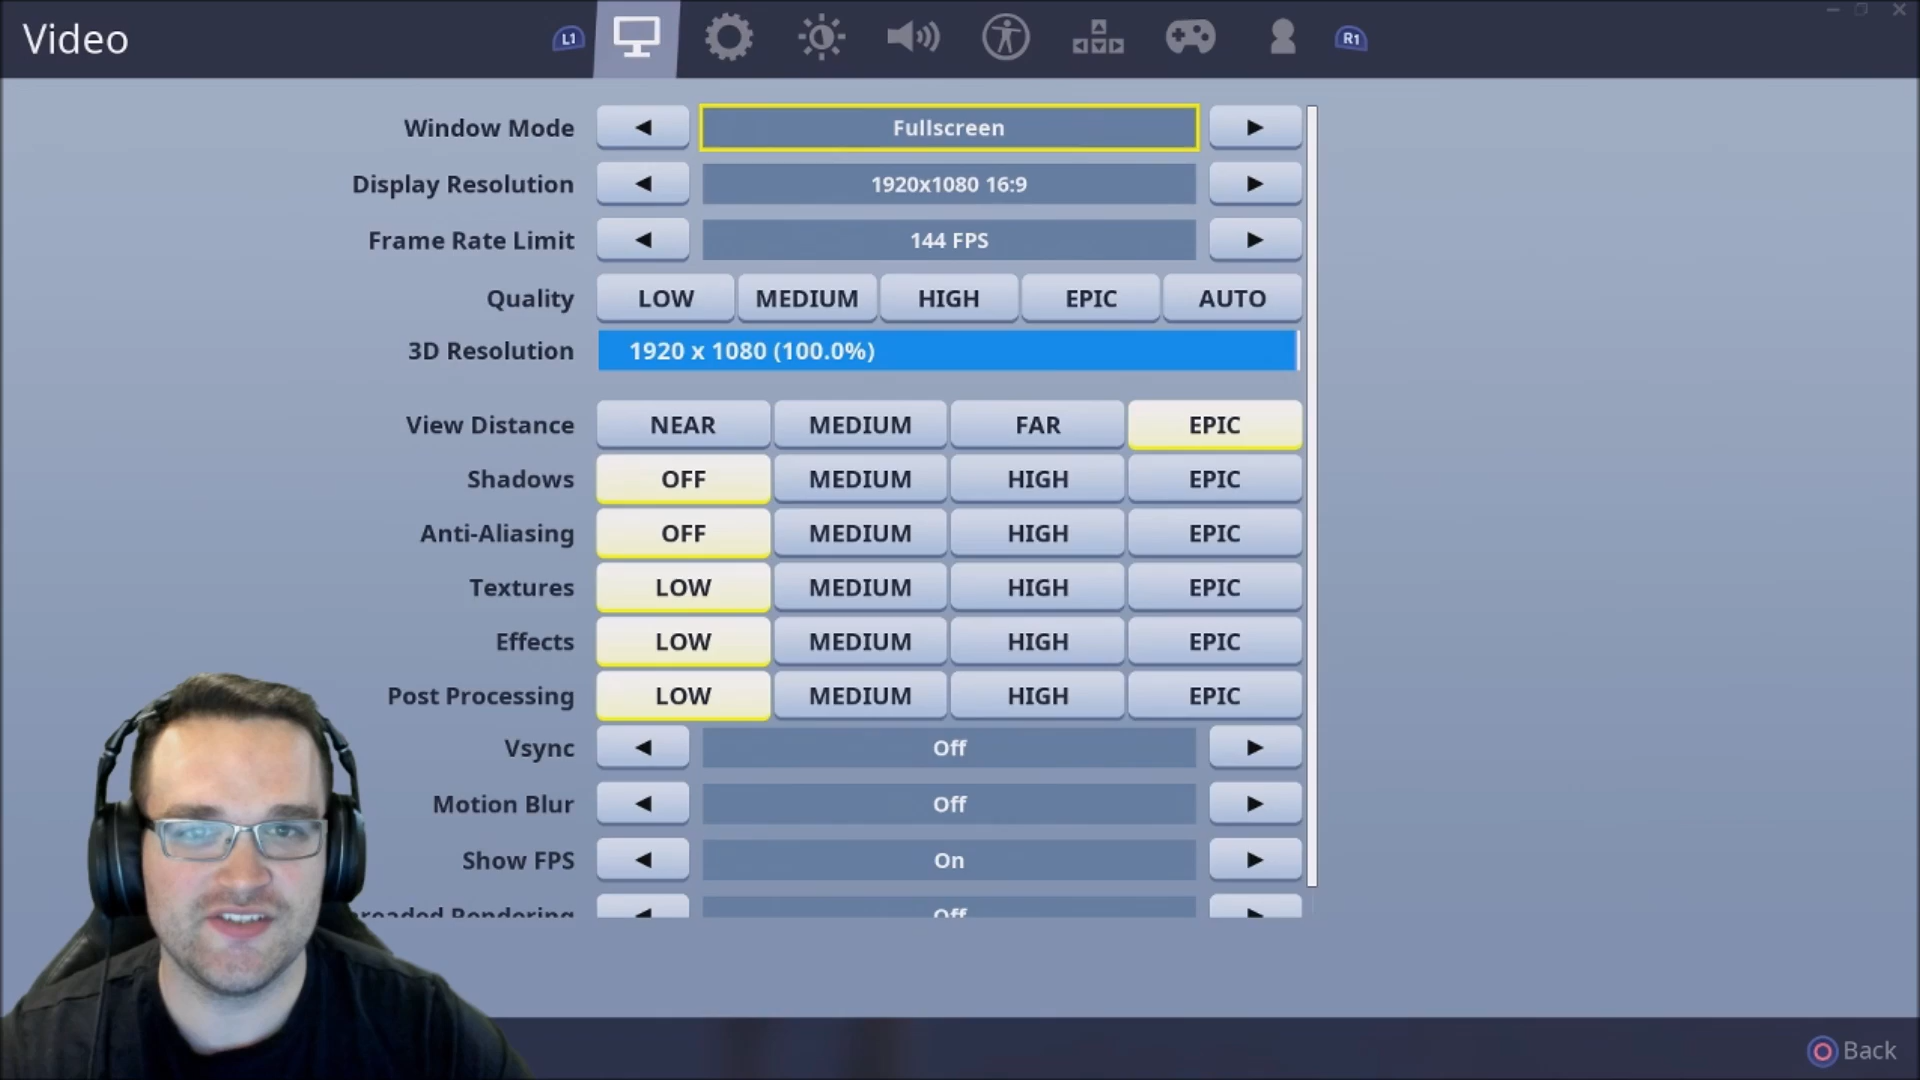 Video
L1
R1
Window Mode
Fullscreen
Display Resolution
1920x1080 16:9
Frame Rate Limit
144 FPS
Quality
LOW MEDIUM HIGH EPIC AUTO
3D Resolution
1920 x 1080 (100.0%)
View Distance
NEAR MEDIUM FAR EPIC
Shadows
OFF MEDIUM HIGH EPIC
Anti-Aliasing
OFF MEDIUM HIGH EPIC
Textures
LOW MEDIUM HIGH EPIC
Effects
LOW MEDIUM HIGH EPIC
Post Processing
LOW MEDIUM HIGH EPIC
Vsync
Off
Motion Blur
Off
Show FPS
On
Rendering
Off
Back